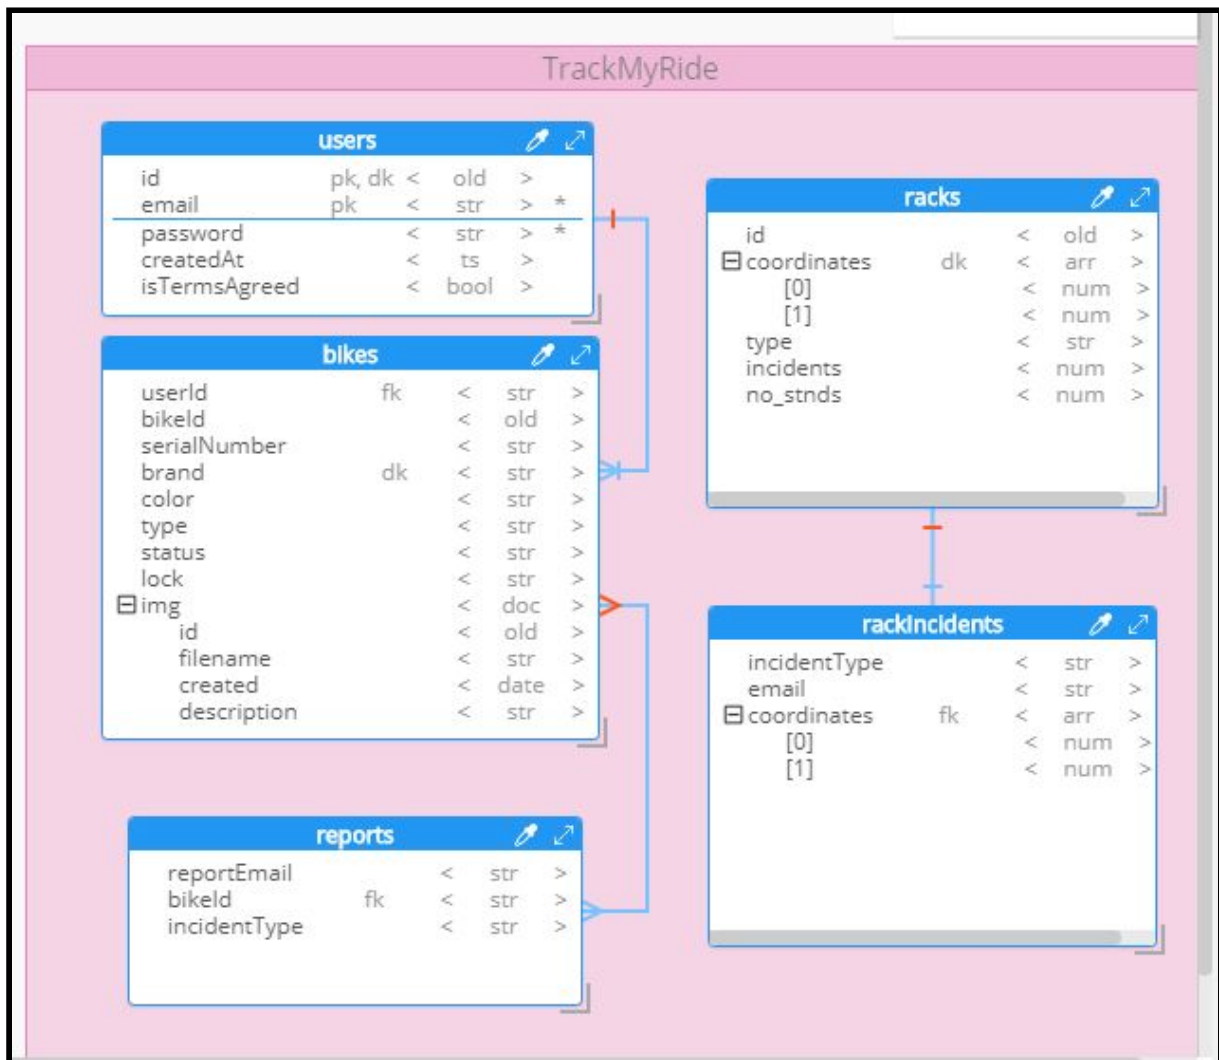 TrackMyRide
users
id pk, dk < old >
email pk < str > *
password < str > *
createdAt < ts >
isTermsAgreed < bool >
bikes
userId fk < str >
bikeId < old >
serialNumber < str >
brand dk < str >
color < str >
type < str >
status < str >
lock < str >
img < doc >
id < old >
filename < str >
created < date >
description < str >
reports
reportEmail < str >
bikeId fk < str >
incidentType < str >
racks
id < old >
coordinates dk < arr >
[0] < num >
[1] < num >
type < str >
incidents < num >
no_stnds < num >
rackIncidents
incidentType < str >
email < str >
coordinates fk < arr >
[0] < num >
[1] < num >